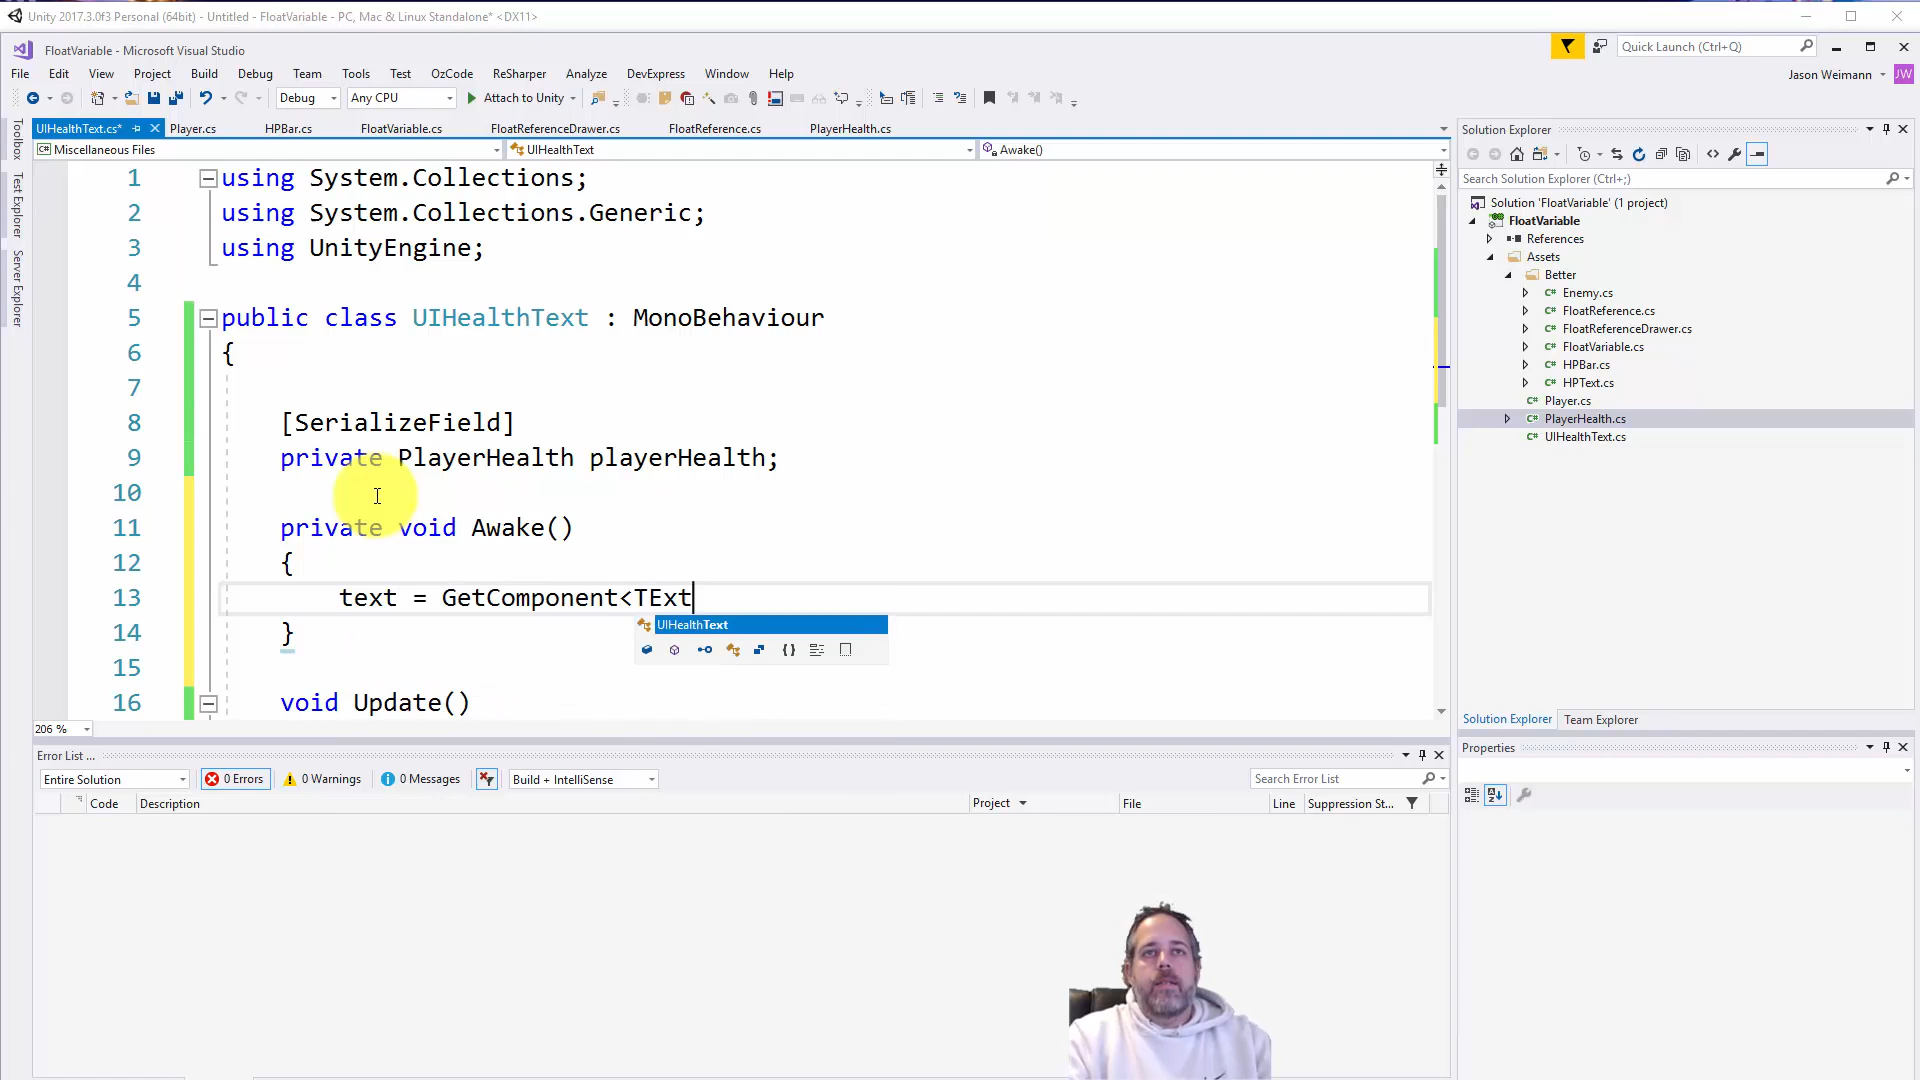 Unity 2017.3.0f3 Personal (64bit) - Untitled - FloatVariable - PC, Mac & Linux Standalone* <DX11>
FloatVariable - Microsoft Visual Studio
Quick Launch (Ctrl+Q)
File Edit View Project Build Debug Team Tools Test OzCode ReSharper Analyze DevExpress Window Help
Jason Weimann JW
Debug Any CPU Attach to Unity
UIHealthText.cs* Player.cs HPBar.cs FloatVariable.cs FloatReferenceDrawer.cs FloatReference.cs PlayerHealth.cs
Miscellaneous Files UIHealthText Awake()
Toolbox
Test Explorer
Server Explorer
1 using System.Collections;
2 using System.Collections.Generic;
3 using UnityEngine;
4
5 public class UIHealthText : MonoBehaviour
6 {
7
8 [SerializeField]
9 private PlayerHealth playerHealth;
10
11 private void Awake()
12 {
13 text = GetComponent<TExt
UIHealthText
14 }
15
16 void Update()
206 %
Solution Explorer
Search Solution Explorer (Ctrl+;)
Solution 'FloatVariable' (1 project)
FloatVariable
References
Assets
Better
C# Enemy.cs
C# FloatReference.cs
C# FloatReferenceDrawer.cs
C# FloatVariable.cs
C# HPBar.cs
C# HPText.cs
C# Player.cs
C# PlayerHealth.cs
C# UIHealthText.cs
Solution Explorer Team Explorer
Properties
Error List ...
Entire Solution 0 Errors 0 Warnings 0 Messages Build + IntelliSense Search Error List
Code Description Project File Line Suppression St...